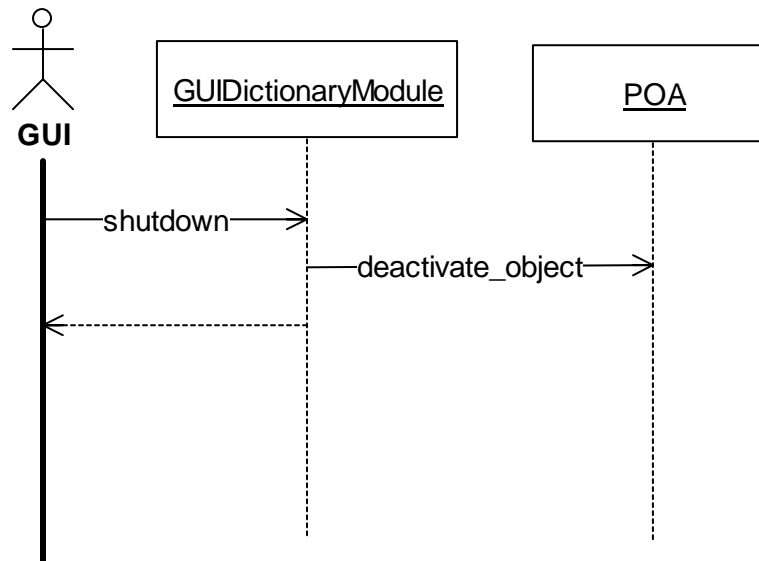 GUIDictionaryModule
POA
GUI
shutdown
deactivate_object